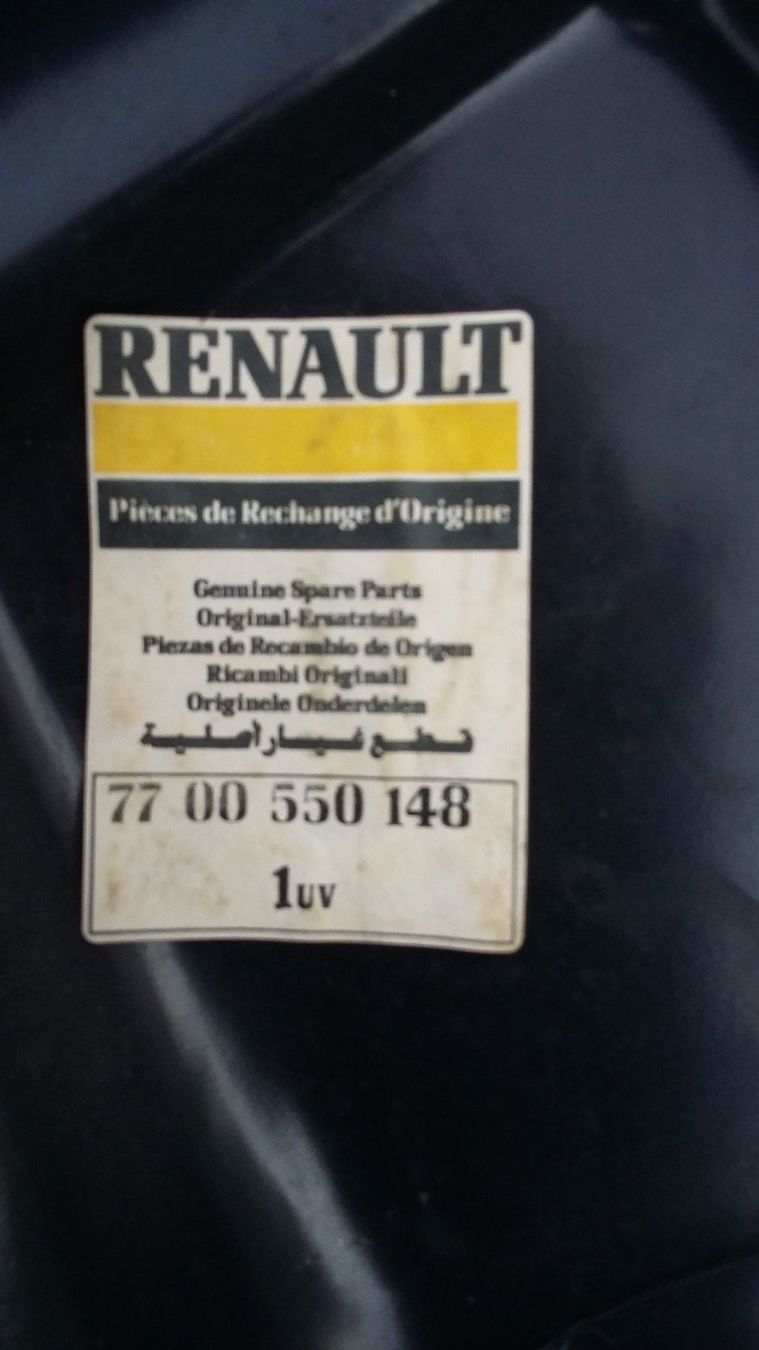 RENAULT
Pièces de Rechange d'Origine
Genuine Spare Parts
Original-Ersatzteile
Piezas de Recambio de Origen
Ricambi Originali
Originele Onderdelen
قطع غيار أصلية
77 00 550 148
1UV